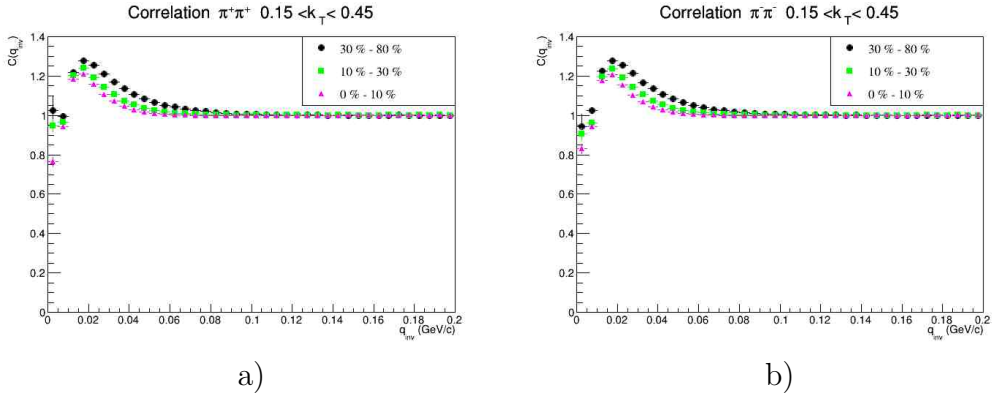 Correlation π⁺π⁺ 0.15 <k_T< 0.45
C(q_inv)
1.4
1.2
1
0.8
0.6
0.4
0.2
0
30 % - 80 %
10 % - 30 %
0 % - 10 %
0 0.02 0.04 0.06 0.08 0.1 0.12 0.14 0.16 0.18 0.2
q_inv (GeV/c)
a)
Correlation π⁻π⁻ 0.15 <k_T< 0.45
C(q_inv)
1.4
1.2
1
0.8
0.6
0.4
0.2
0
30 % - 80 %
10 % - 30 %
0 % - 10 %
0 0.02 0.04 0.06 0.08 0.1 0.12 0.14 0.16 0.18 0.2
q_inv (GeV/c)
b)